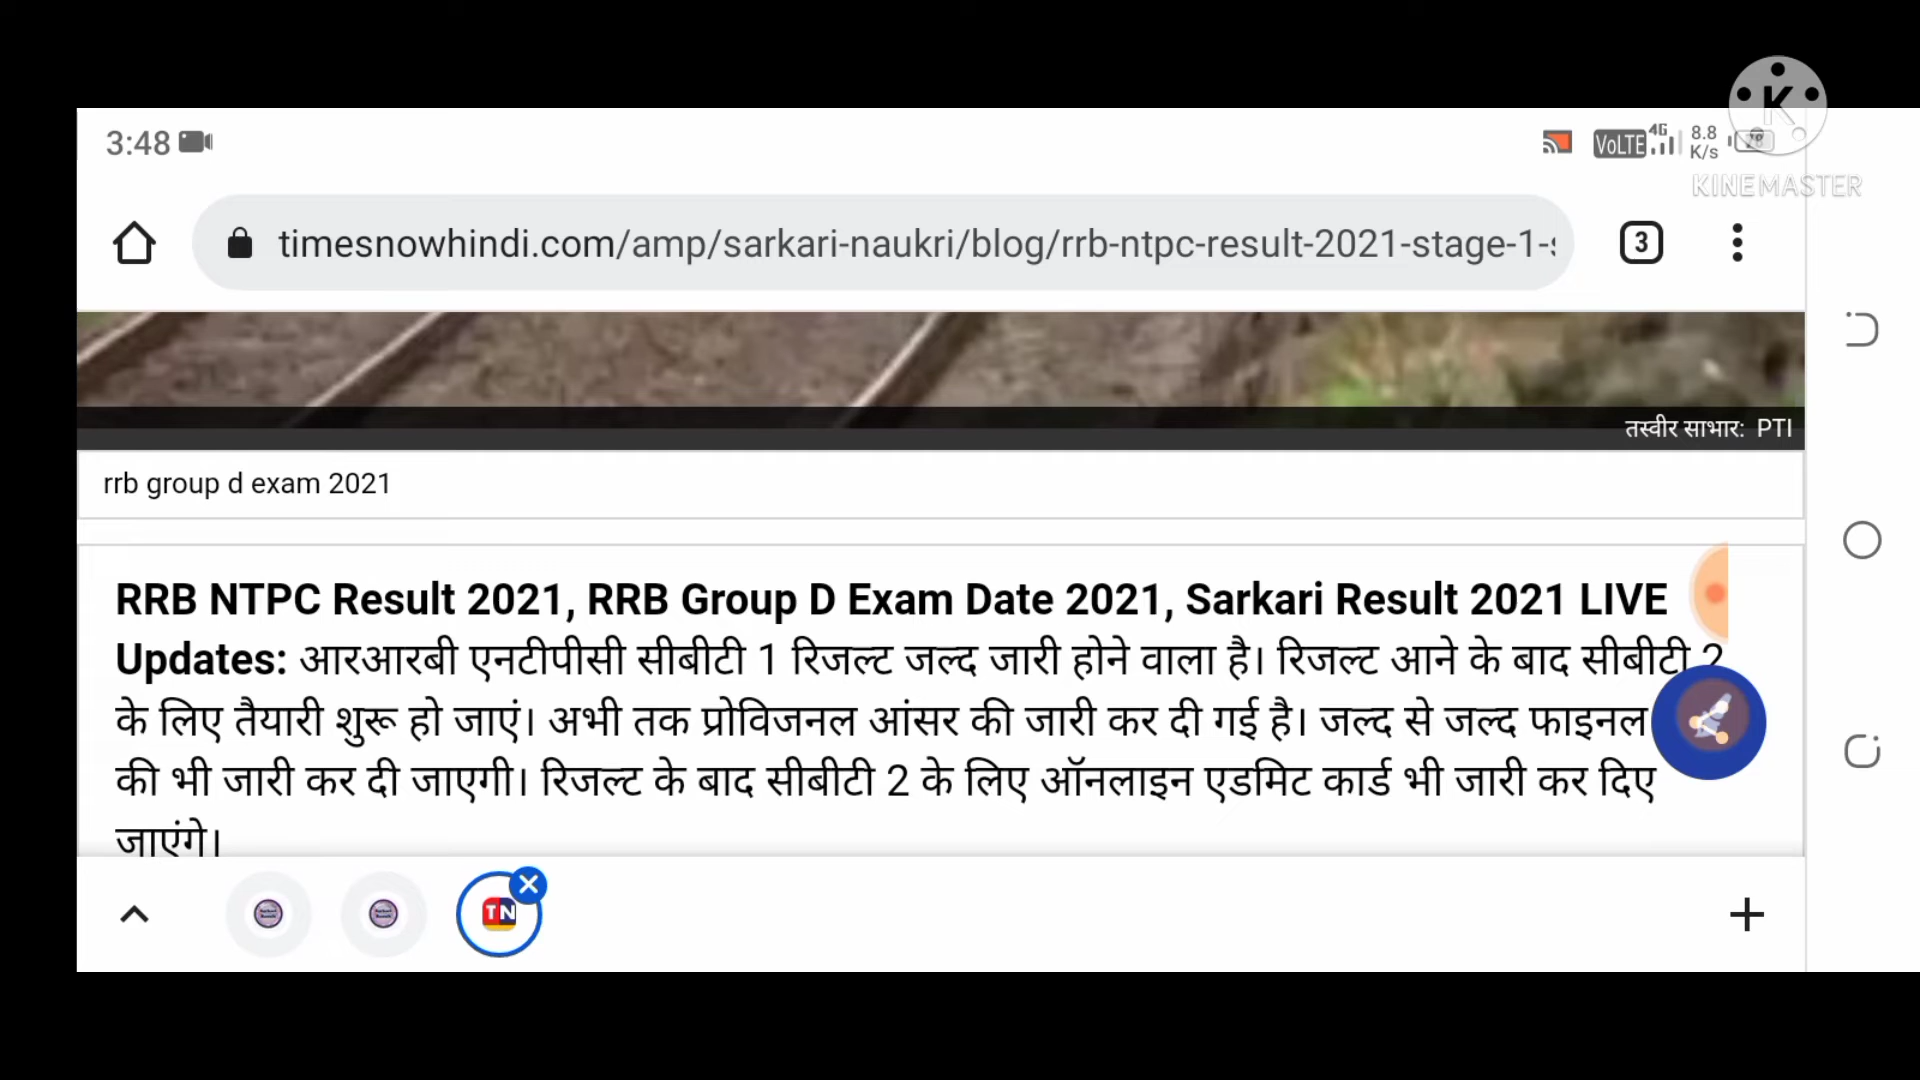 3:48
VoLTE 4G 8.8 K/s
KINEMASTER
timesnowhindi.com/amp/sarkari-naukri/blog/rrb-ntpc-result-2021-stage-1-
3
तस्वीर साभार: PTI
rrb group d exam 2021
RRB NTPC Result 2021, RRB Group D Exam Date 2021, Sarkari Result 2021 LIVE
Updates: आरआरबी एनटीपीसी सीबीटी 1 रिजल्ट जल्द जारी होने वाला है। रिजल्ट आने के बाद सीबीटी 2
के लिए तैयारी शुरू हो जाएं। अभी तक प्रोविजनल आंसर की जारी कर दी गई है। जल्द से जल्द फाइनल
की भी जारी कर दी जाएगी। रिजल्ट के बाद सीबीटी 2 के लिए ऑनलाइन एडमिट कार्ड भी जारी कर दिए
जाएंगे।
TN